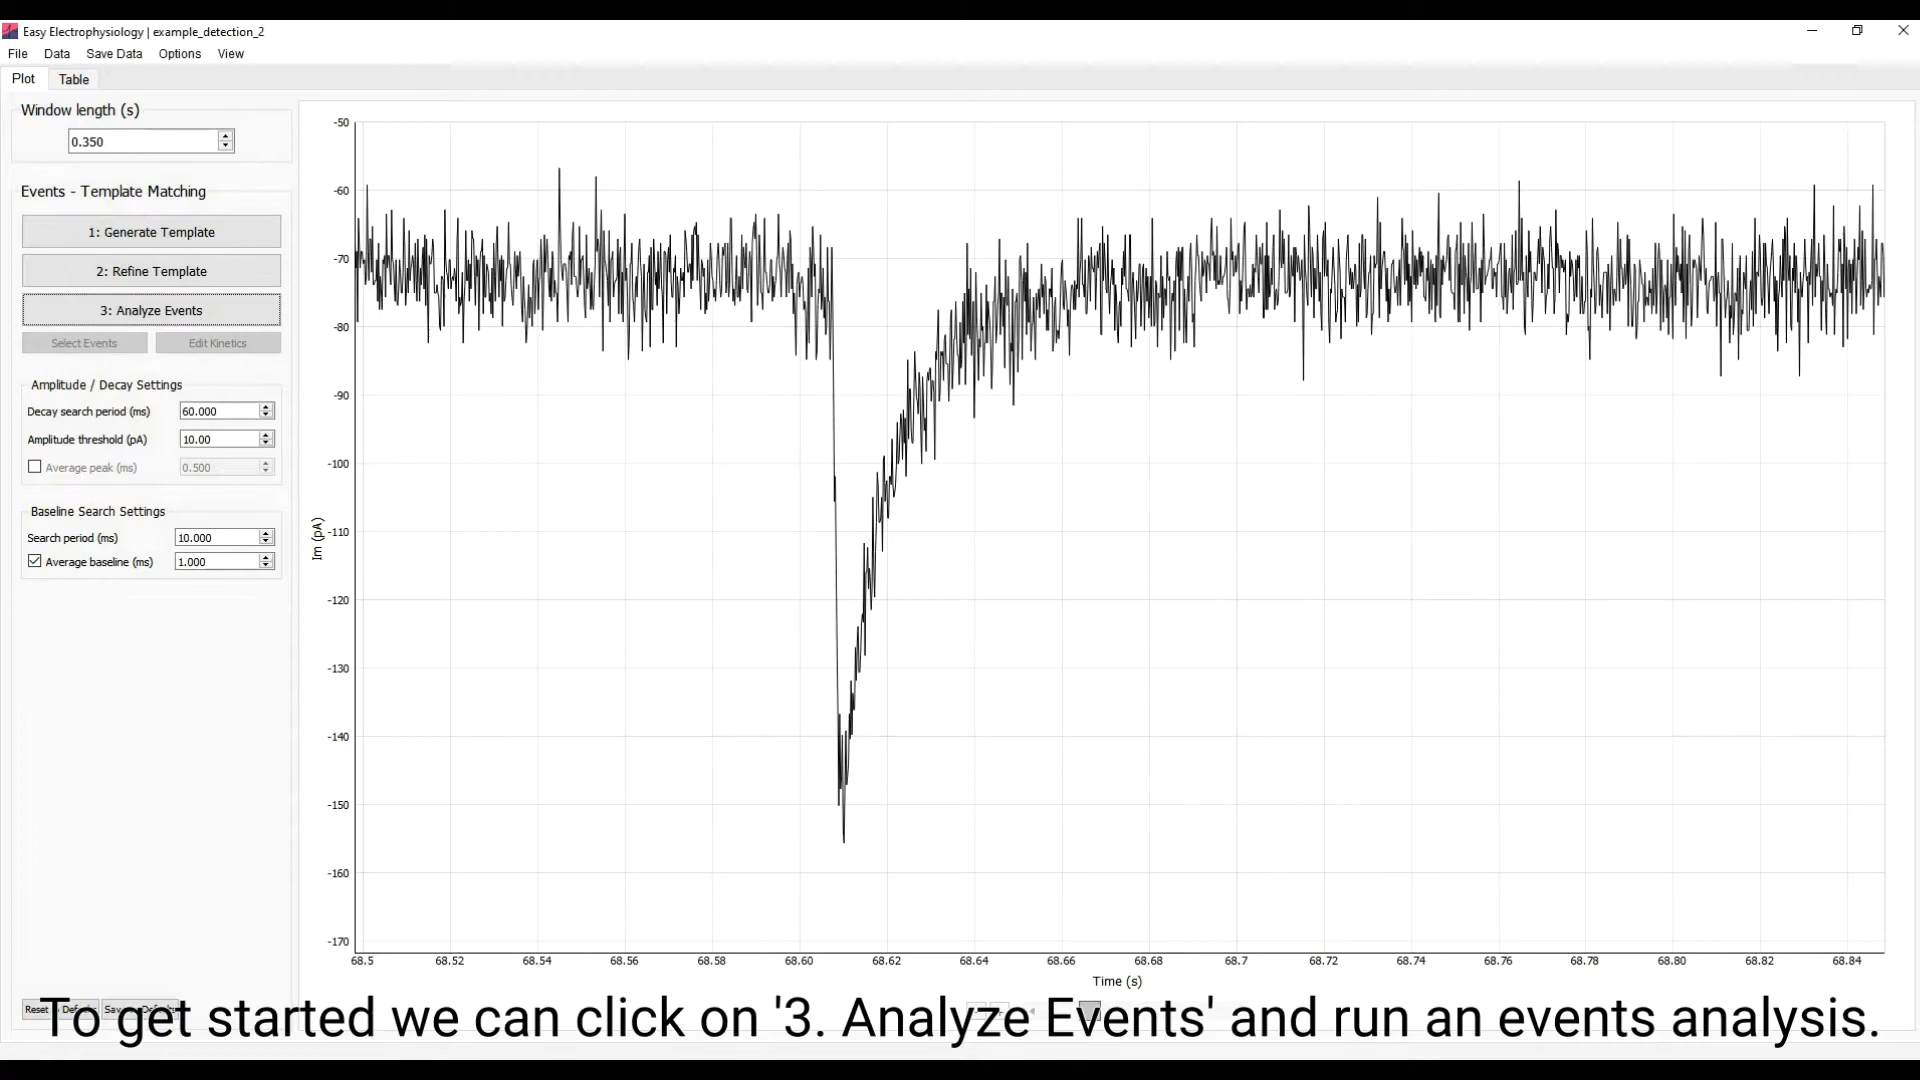 Easy Electrophysiology | example_detection_2
File Data Save Data Options View
Plot Table
Window length (s)
0.350
Events - Template Matching
1: Generate Template
2: Refine Template
3: Analyze Events
Select Events Edit Kinetics
Amplitude / Decay Settings
Decay search period (ms) 60.000
Amplitude threshold (pA) 10.00
Average peak (ms) 0.500
Baseline Search Settings
Search period (ms) 10.000
Average baseline (ms) 1.000
-50
-60
-70
-80
-90
-100
-110
-120
-130
-140
-150
-160
-170
Im (pA)
68.5 68.52 68.54 68.56 68.58 68.60 68.62 68.64 68.66 68.68 68.7 68.72 68.74 68.76 68.78 68.80 68.82 68.84
Time (s)
Reset
To get started we can click on '3. Analyze Events' and run an events analysis.